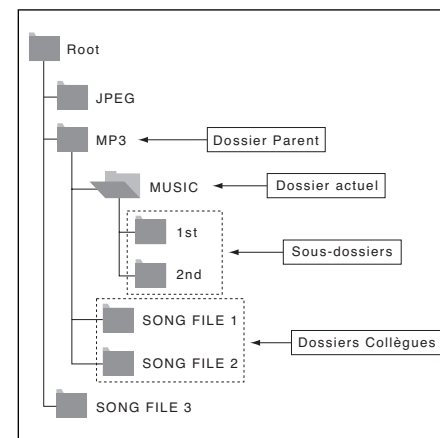 Root
JPEG
MP3
Dossier Parent
MUSIC
Dossier actuel
1st
Sous-dossiers
2nd
SONG FILE 1
Dossiers Collègues
SONG FILE 2
SONG FILE 3